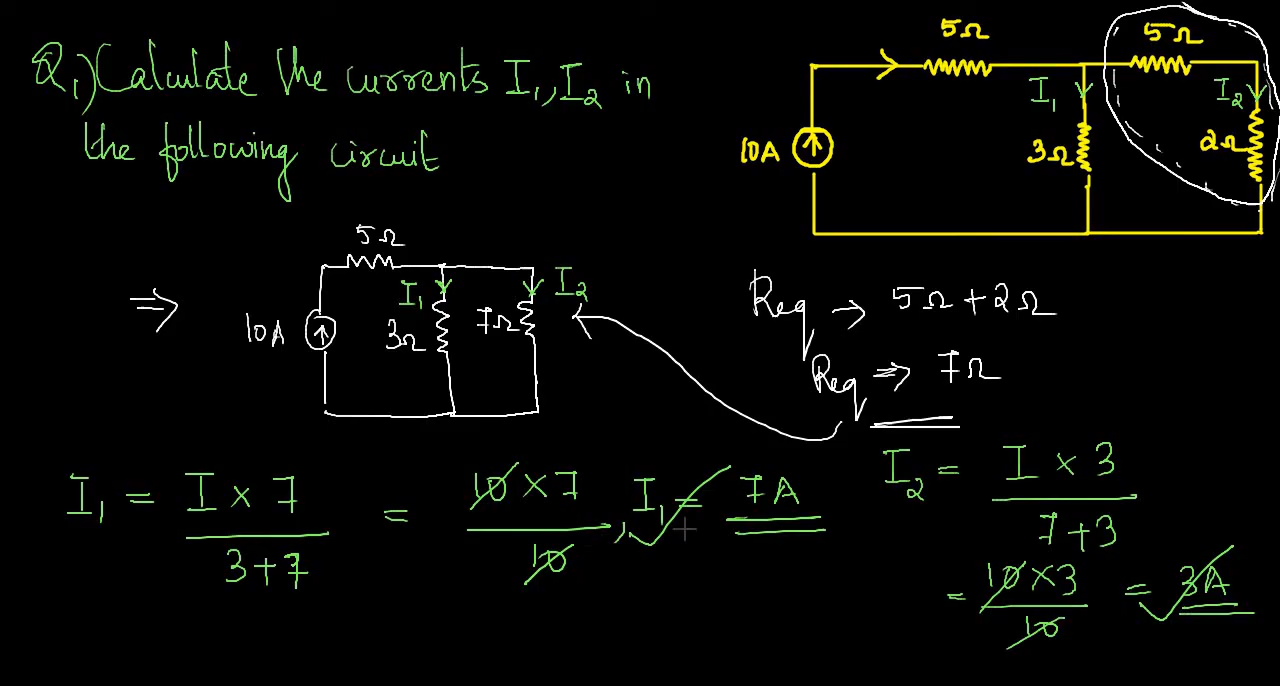 Q1) Calculate the currents I1, I2 in
the following circuit
5Ω
5Ω
I1
I2
10A
3Ω
2Ω
⇒
5Ω
I1
I2
10A
3Ω
7Ω
Req → 5Ω + 2Ω
Req ⇒ 7Ω
I1 = I × 7 / 3+7 = 10 × 7 / 10 , I1 = 7A
I2 = I × 3 / 7+3
= 10 × 3 / 10 = 3A